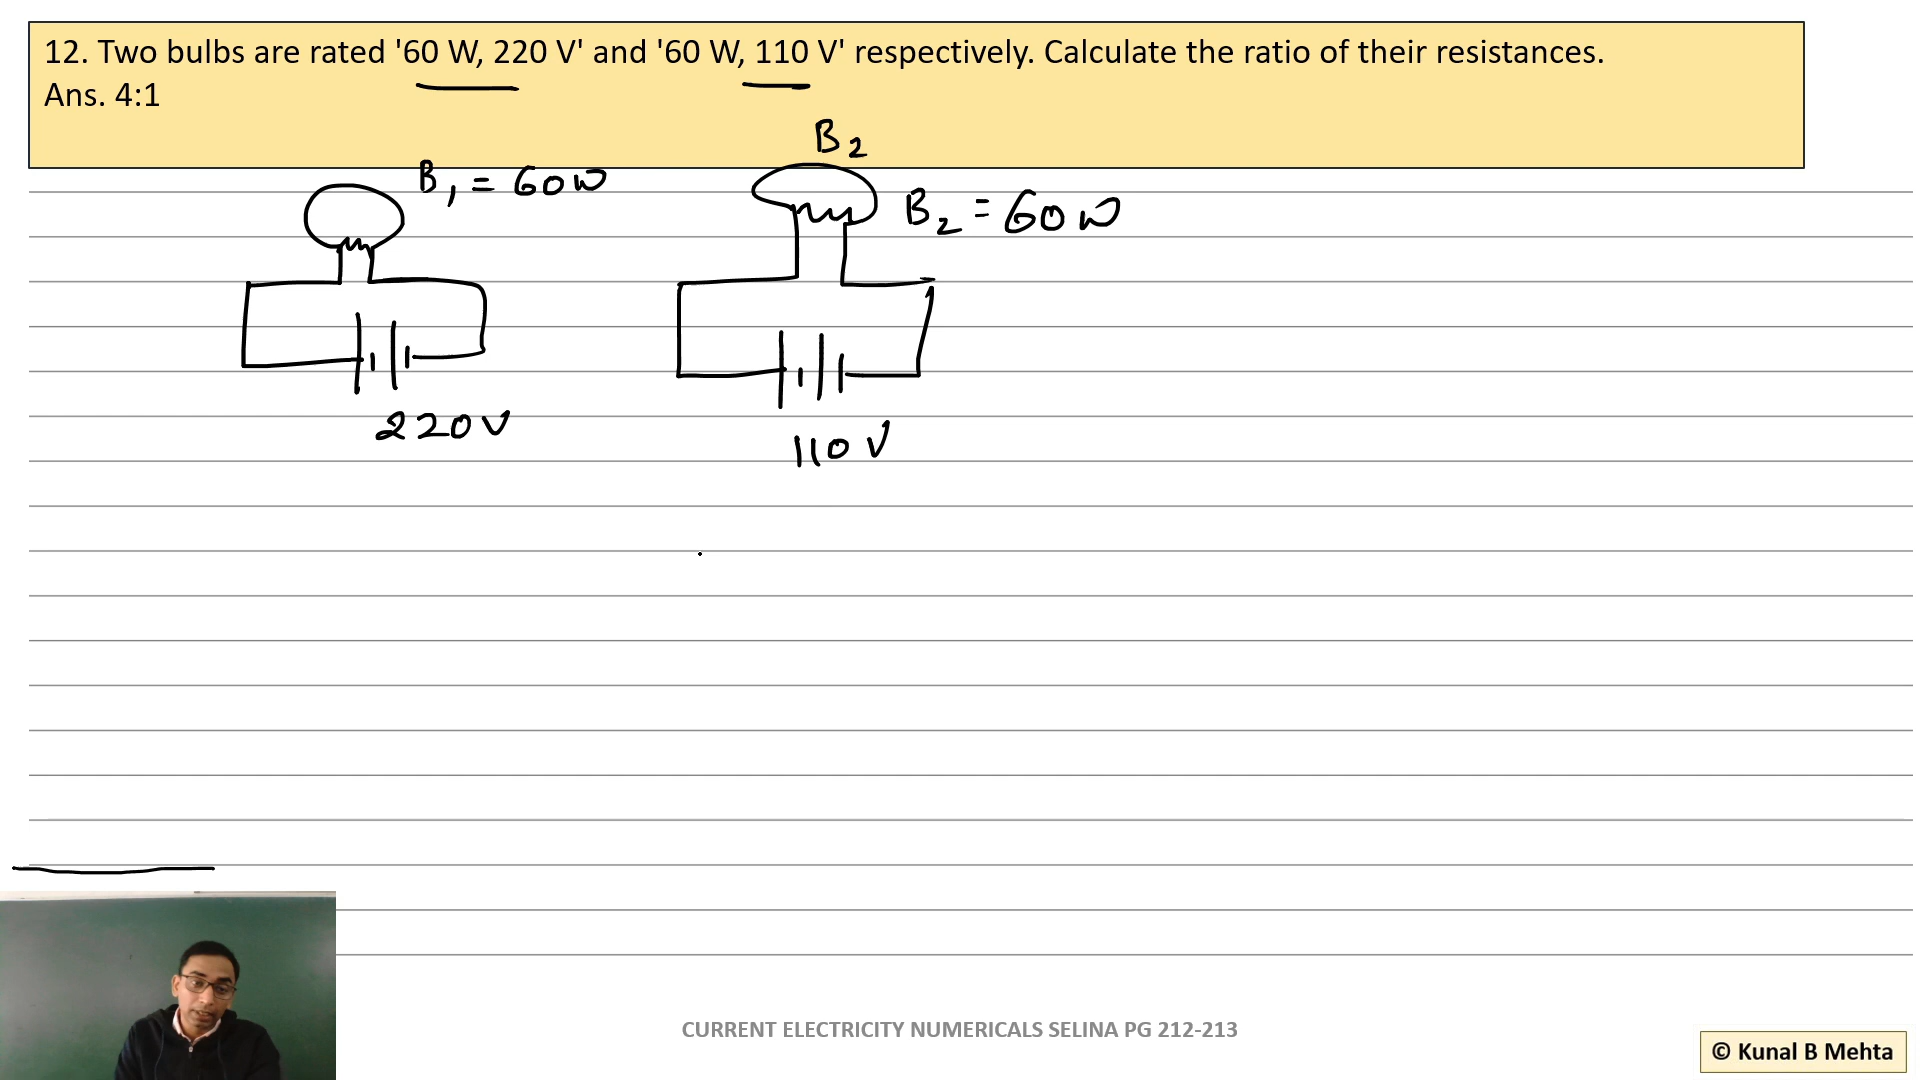 12. Two bulbs are rated '60 W, 220 V' and '60 W, 110 V' respectively. Calculate the ratio of their resistances.
Ans. 4:1
B2
B1 = 60W
B2 = 60W
220V
110 V
CURRENT ELECTRICITY NUMERICALS SELINA PG 212-213
© Kunal B Mehta